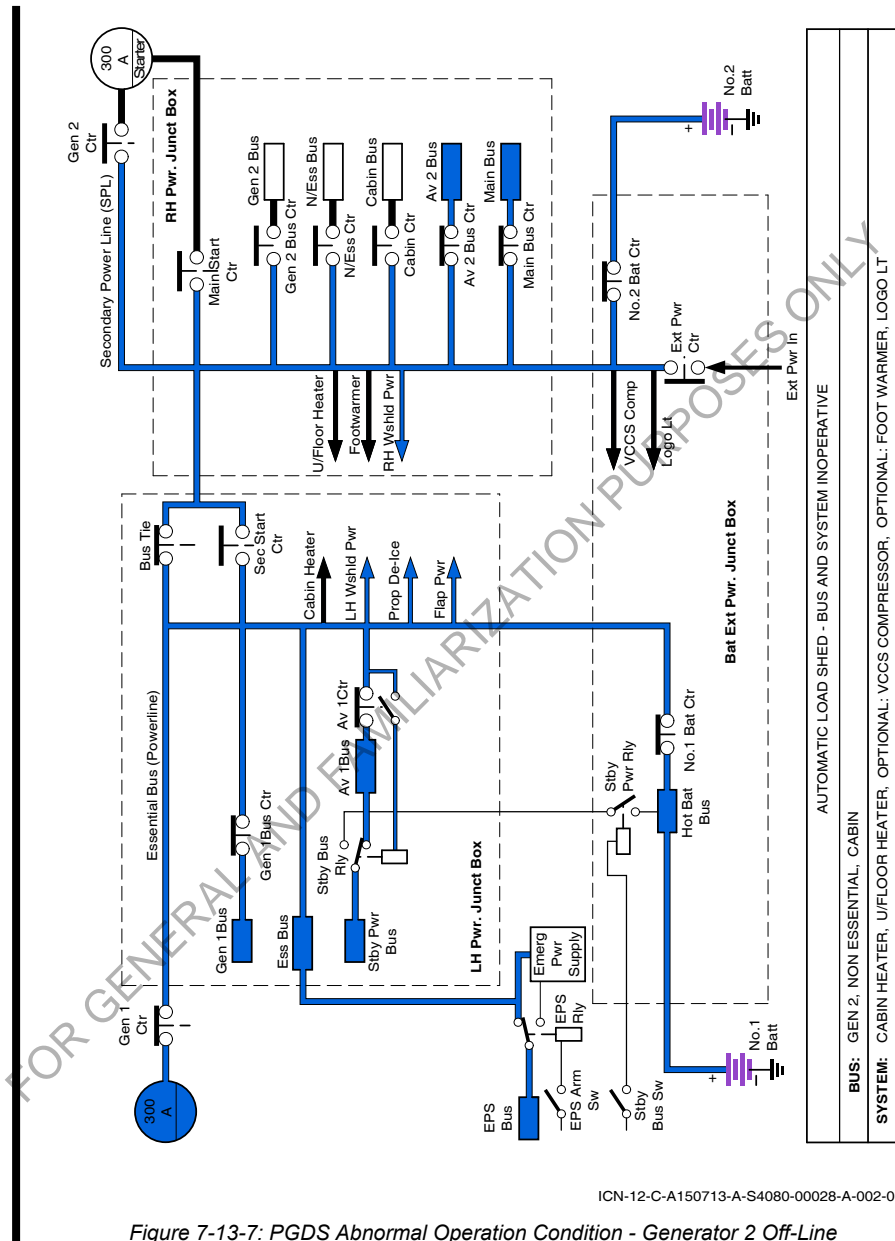 300
A
Starter
Gen 2
Ctr
Secondary Power Line (SPL)
RH Pwr. Junct Box
Main Start
Ctr
Gen 2 Bus
Gen 2 Bus Ctr
N/Ess Bus
N/Ess Ctr
Cabin Bus
Cabin Ctr
Av 2 Bus
Av 2 Bus Ctr
Main Bus
Main Bus Ctr
U/Floor Heater
Footwarmer
RH Wshld Pwr
No.2
Batt
+
No.2 Bat Ctr
Ext Pwr
Ctr
Ext Pwr In
VCCS Comp
Logo Lt
Bat Ext Pwr. Junct Box
Bus Tie
Sec Start
Ctr
Cabin Heater
LH Wshld Pwr
Prop De-Ice
Flap Pwr
Essential Bus (Powerline)
Av 1Ctr
Av 1Bus
Gen 1Bus Ctr
Gen 1Bus
Stby Bus
Rly
Stby Pwr
Bus
Ess Bus
LH Pwr. Junct Box
Gen 1
Ctr
300
A
Stby
Pwr Rly
No.1 Bat Ctr
Hot Bat
Bus
Emerg
Pwr
Supply
EPS
Rly
EPS
Bus
EPS Arm
Sw
Stby
Bus Sw
No.1
Batt
+
FOR GENERAL AND FAMILIARIZATION PURPOSES ONLY
AUTOMATIC LOAD SHED - BUS AND SYSTEM INOPERATIVE
BUS: GEN 2, NON ESSENTIAL, CABIN
SYSTEM: CABIN HEATER, U/FLOOR HEATER, OPTIONAL: VCCS COMPRESSOR, OPTIONAL: FOOT WARMER, LOGO LT
ICN-12-C-A150713-A-S4080-00028-A-002-0
Figure 7-13-7: PGDS Abnormal Operation Condition - Generator 2 Off-Line